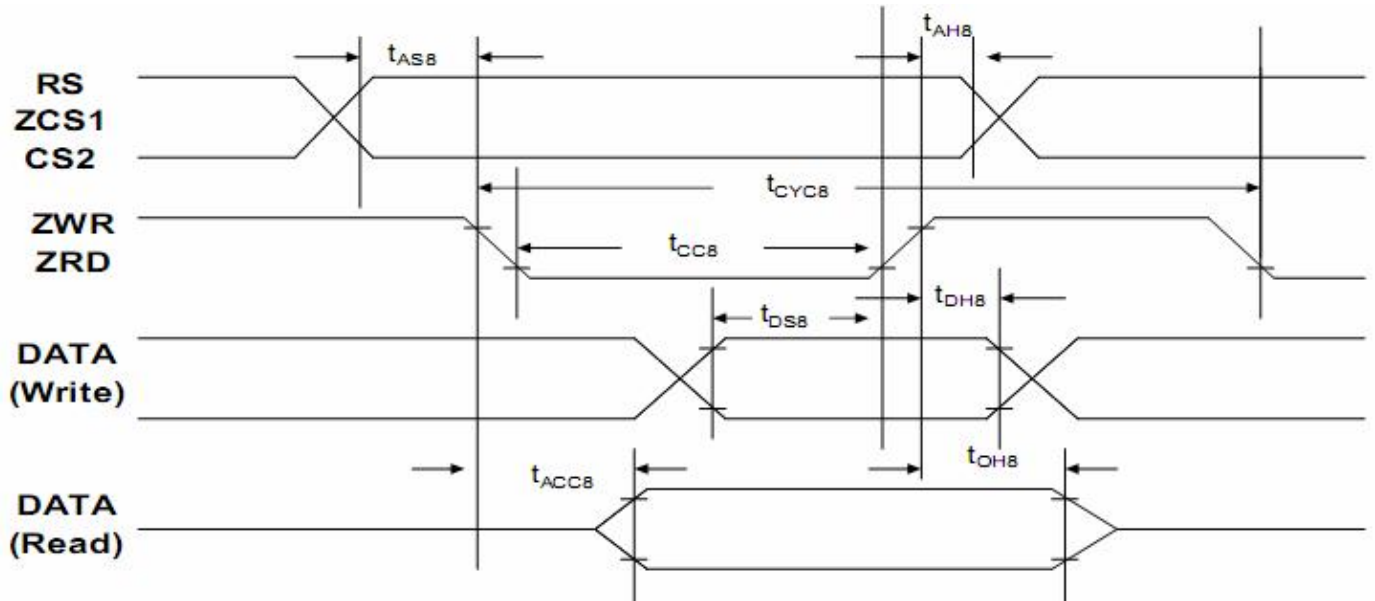 tAS8
tAH8
RS
ZCS1
CS2
tCYC8
ZWR
ZRD
tCC8
tDH8
tDS8
DATA
(Write)
tOH8
tACC8
DATA
(Read)